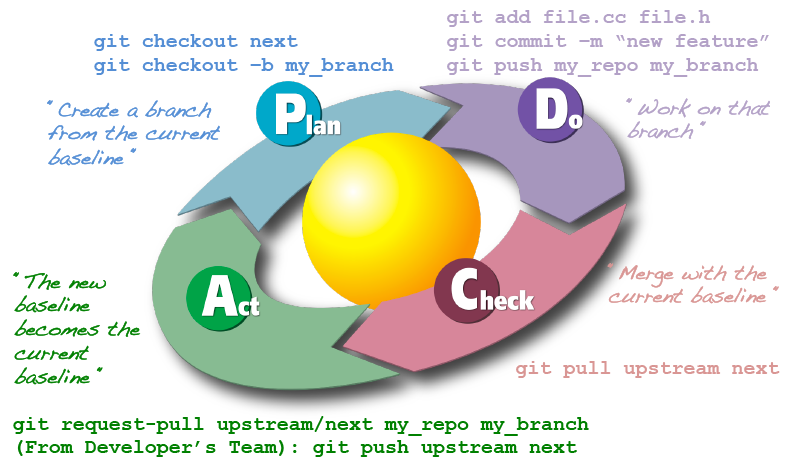 git checkout next
git checkout –b my_branch
git add file.cc file.h
git commit –m “new feature”
git push my_repo my_branch
Plan
" Create a branch
from the current
baseline "
Do
" Work on that
branch "
Check
" Merge with the
current baseline "
git pull upstream next
Act
" The new
baseline
becomes the
current
baseline "
git request-pull upstream/next my_repo my_branch
(From Developer’s Team): git push upstream next